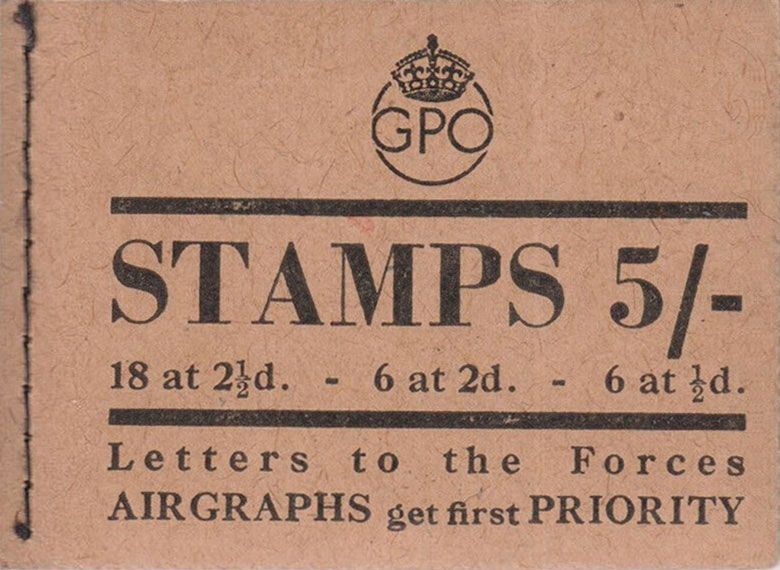 GPO
STAMPS 5/-
18 at 2½d. - 6 at 2d. - 6 at ½d.
Letters to the Forces
AIRGRAPHS get first PRIORITY